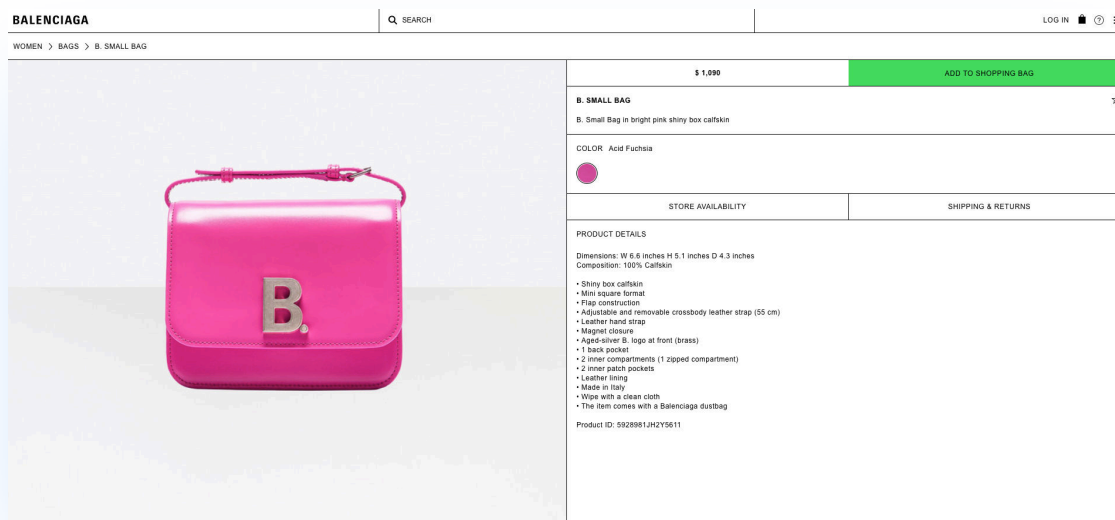 BALENCIAGA
SEARCH
LOG IN
?
WOMEN > BAGS > B. SMALL BAG
$ 1,090
ADD TO SHOPPING BAG
B. SMALL BAG
B. Small Bag in bright pink shiny box calfskin
COLOR Acid Fuchsia
STORE AVAILABILITY
SHIPPING & RETURNS
PRODUCT DETAILS
Dimensions: W 6.6 inches H 5.1 inches D 4.3 inches
Composition: 100% Calfskin
• Shiny box calfskin
• Mini square format
• Flap construction
• Adjustable and removable crossbody leather strap (55 cm)
• Leather hand strap
• Magnet closure
• Aged-silver B. logo at front (brass)
• 1 back pocket
• 2 inner compartments (1 zipped compartment)
• 2 inner patch pockets
• Leather lining
• Made in Italy
• Wipe with a clean cloth
• The item comes with a Balenciaga dustbag
Product ID: 5928981JH2Y5611
B.